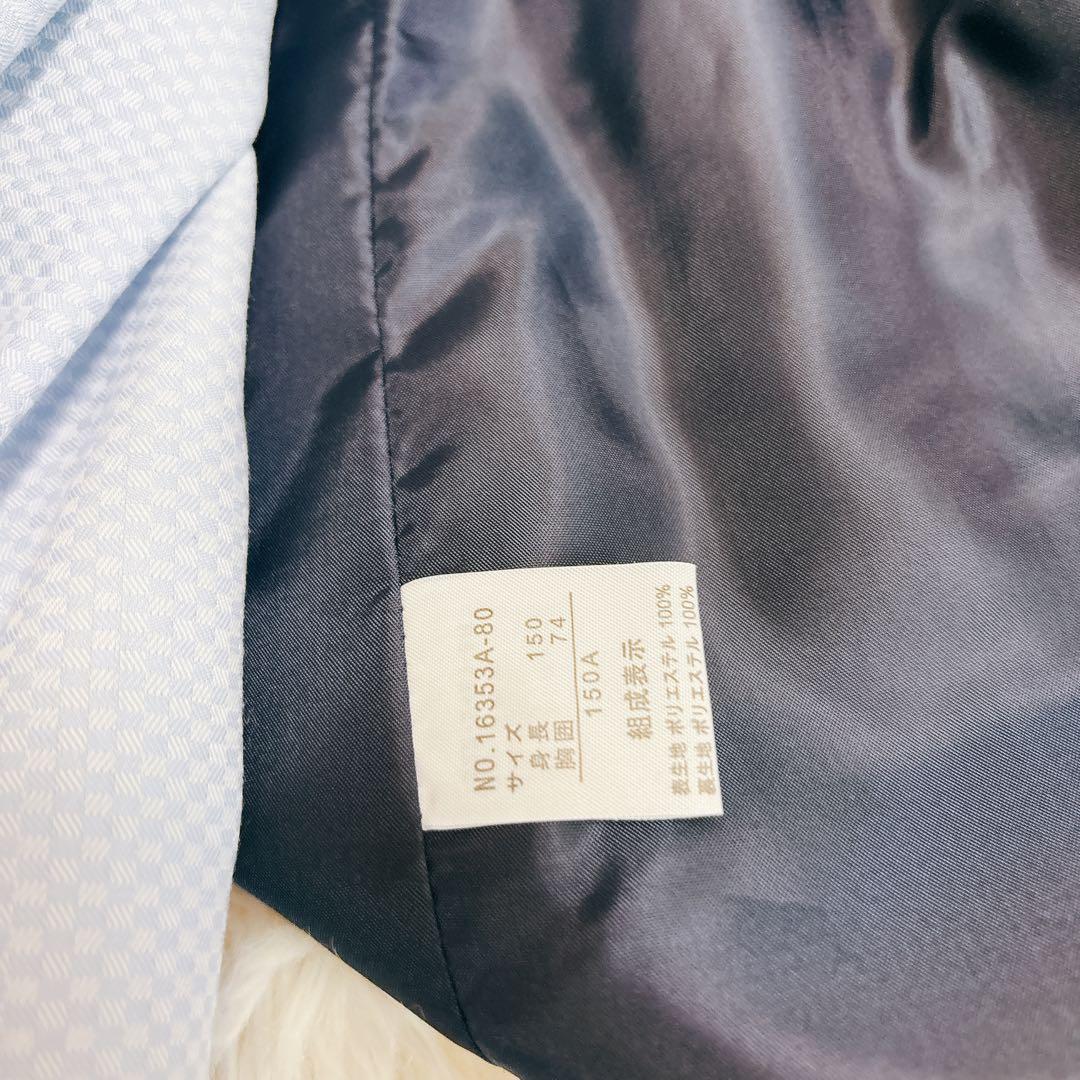 NO.16353A-80
サイズ
身長 150
胸囲 74
150A
組成表示
表生地 ポリエステル 100%
裏生地 ポリエステル 100%